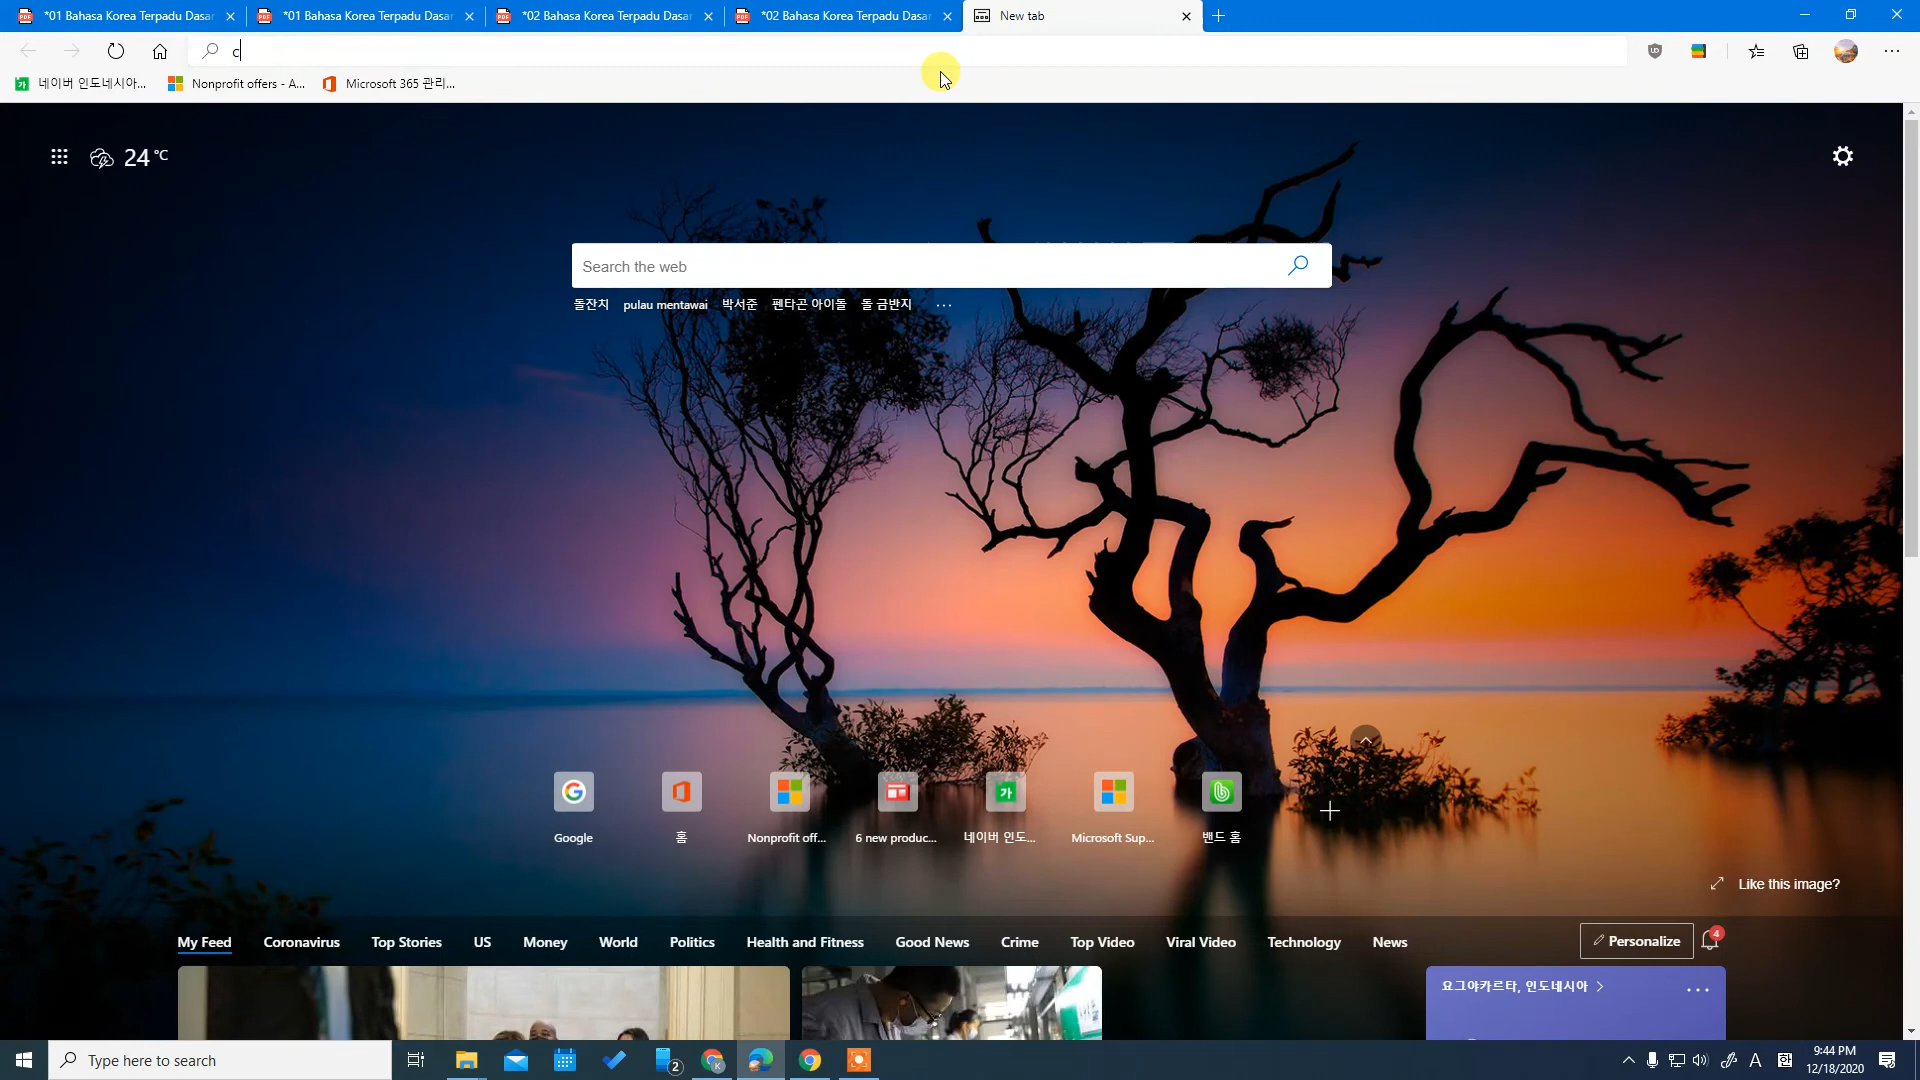 *01 Bahasa Korea Terpadu Dasar
*01 Bahasa Korea Terpadu Dasar
*02 Bahasa Korea Terpadu Dasar
*02 Bahasa Korea Terpadu Dasar
New tab
c
네이버 인도네시아...
Nonprofit offers - A...
Microsoft 365 관리...
24 °C
Search the web
돌잔치 pulau mentawai 박서준 펜타곤 아이돌 돌 금반지 ...
Google
홈
Nonprofit off...
6 new produc...
네이버 인도...
Microsoft Sup...
밴드 홈
Like this image?
My Feed Coronavirus Top Stories US Money World Politics Health and Fitness Good News Crime Top Video Viral Video Technology News
Personalize
4
요그야카르타, 인도네시아
Type here to search
2
A 한
9:44 PM
12/18/2020